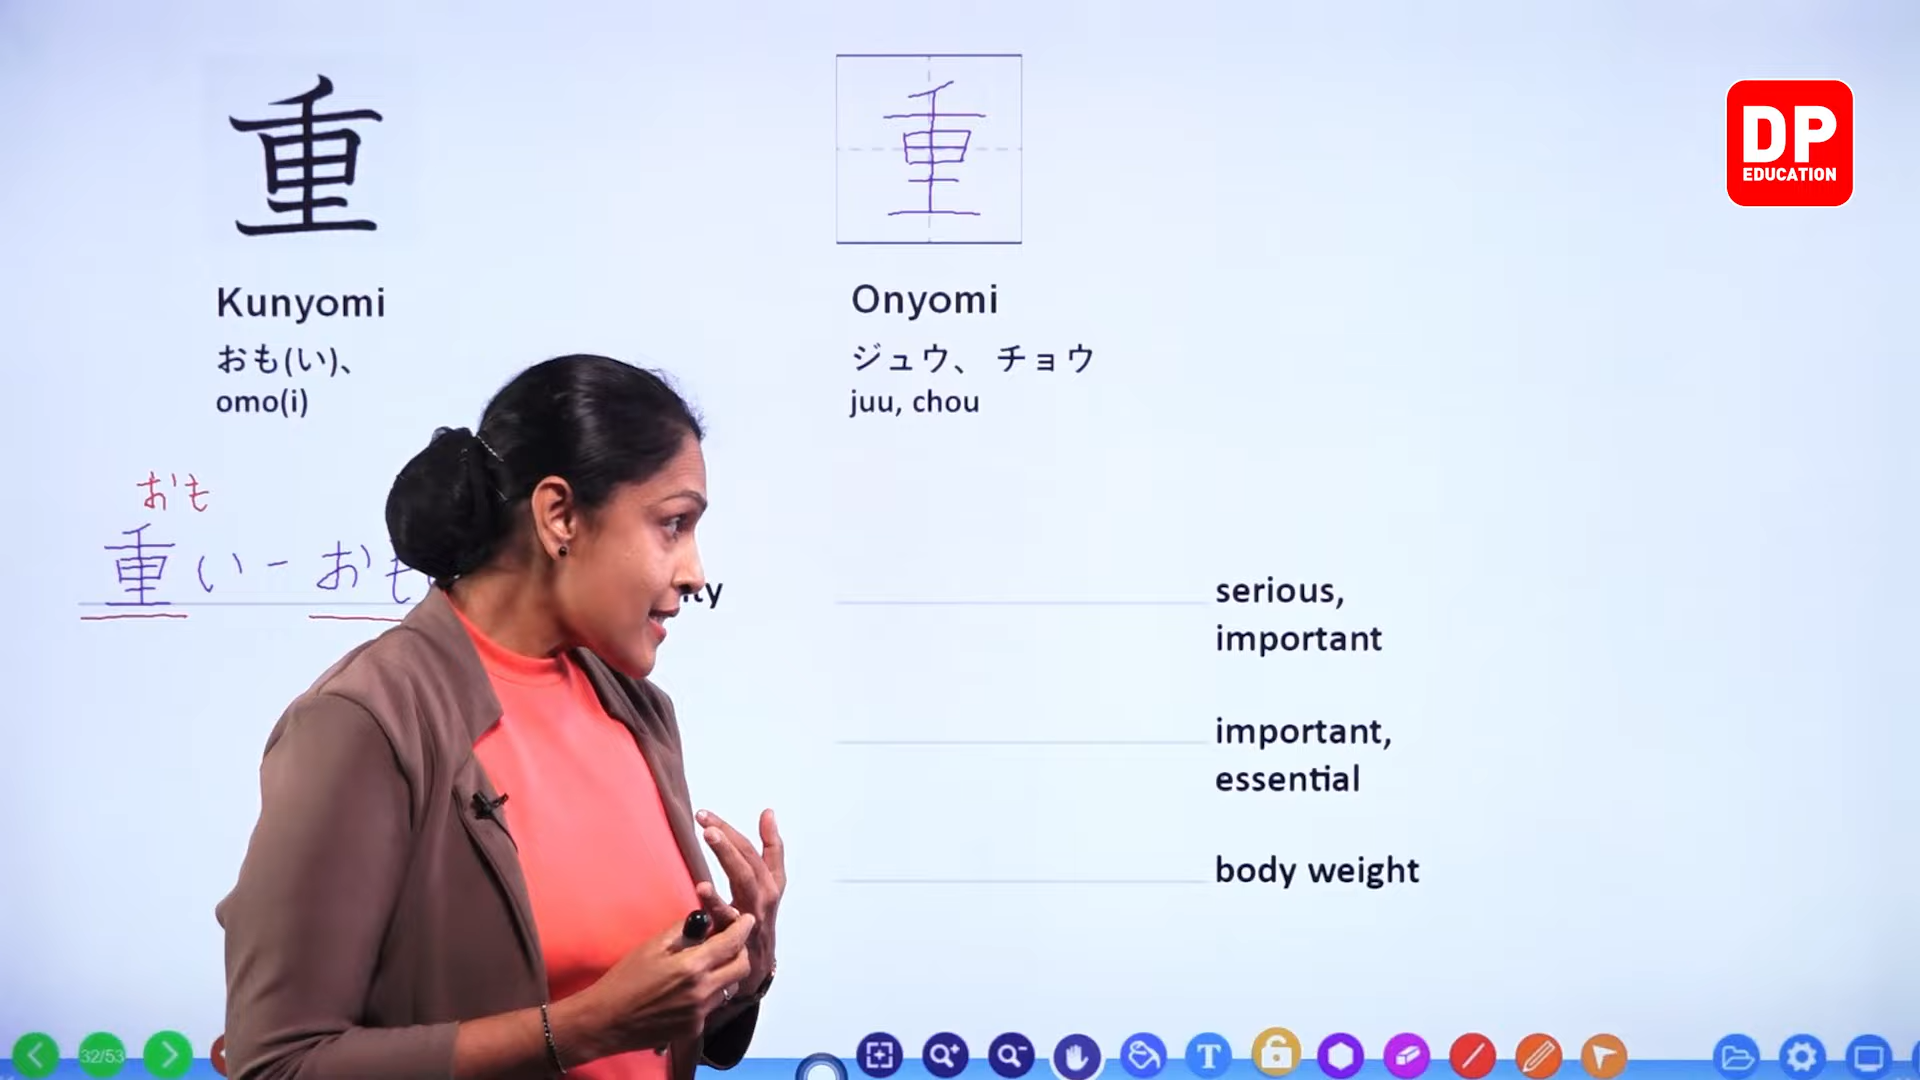 重
重
DP
EDUCATION
Kunyomi
Onyomi
おも(い)、
ジュウ、 チョウ
omo(i)
juu, chou
おも
重い - おも
serious,
important
important,
essential
body weight
32/53
T